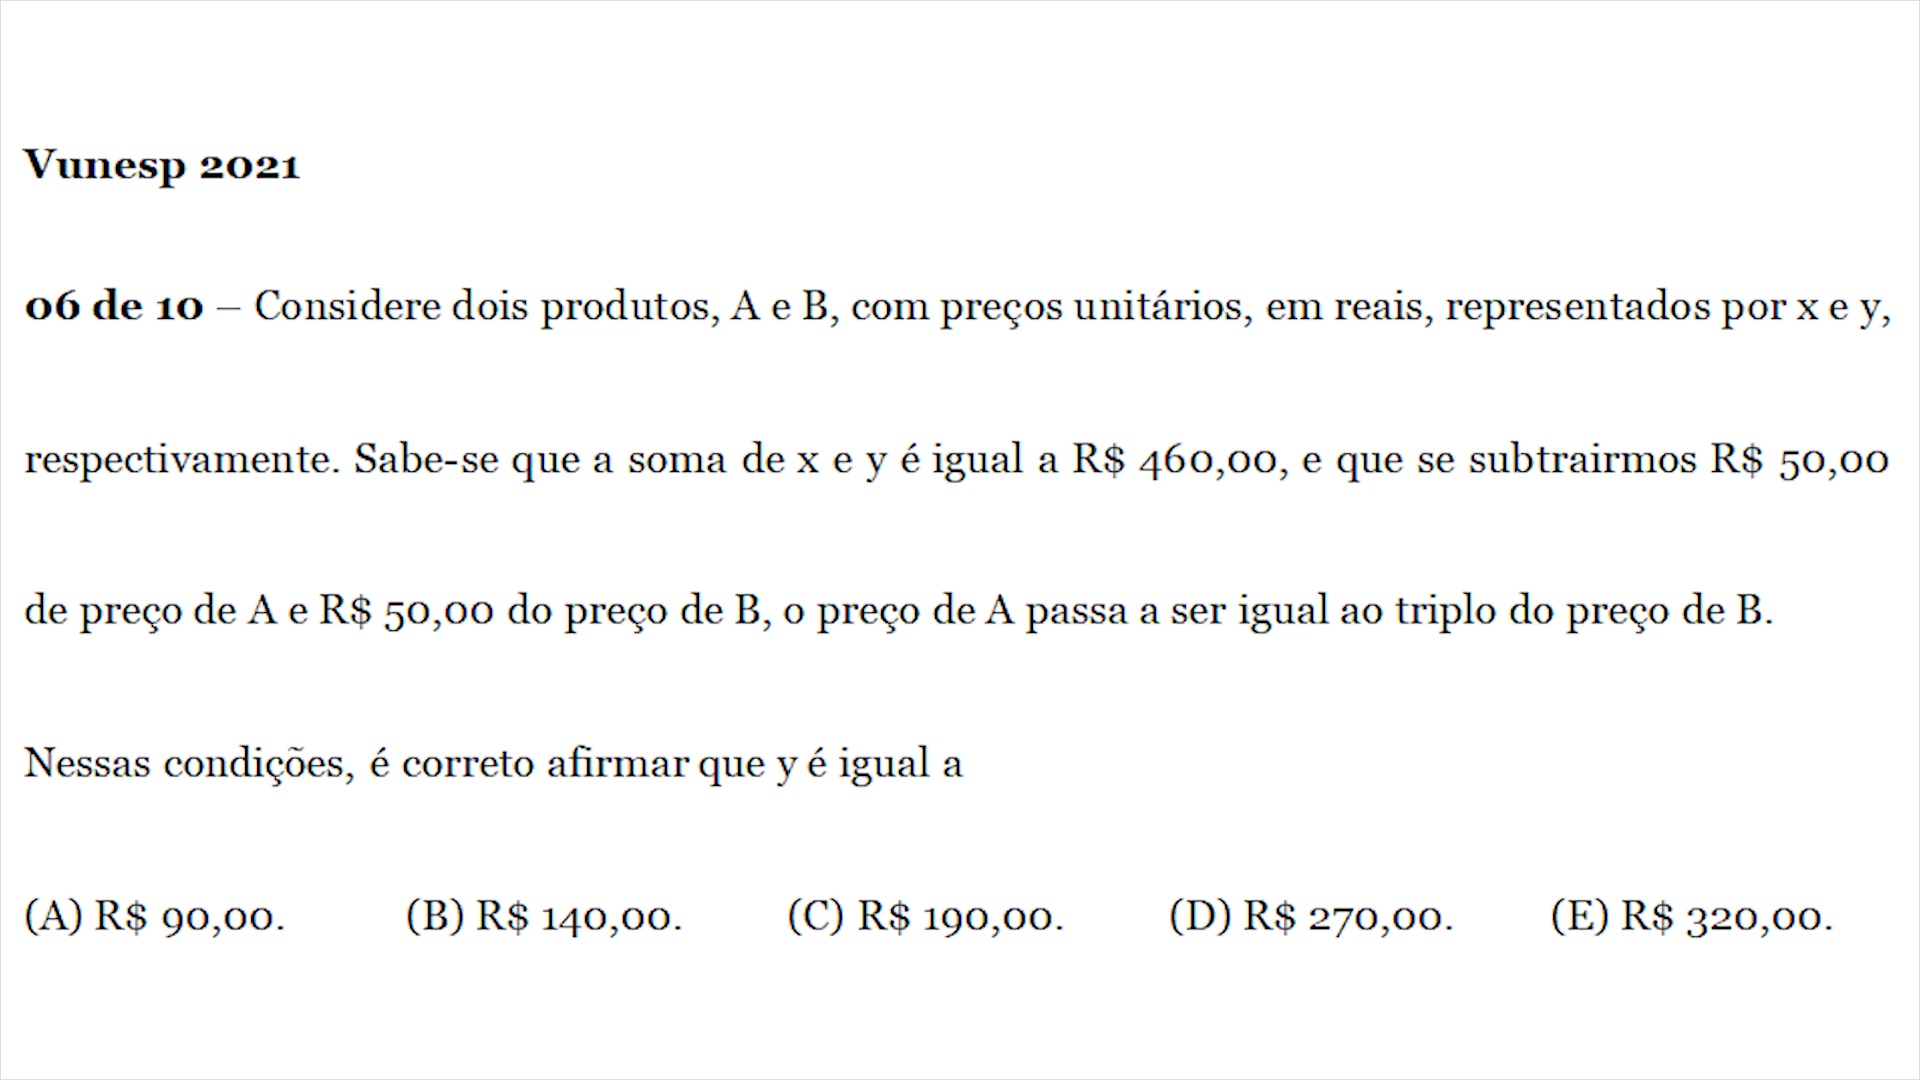 Vunesp 2021
06 de 10 – Considere dois produtos, A e B, com preços unitários, em reais, representados por x e y,
respectivamente. Sabe-se que a soma de x e y é igual a R$ 460,00, e que se subtrairmos R$ 50,00
de preço de A e R$ 50,00 do preço de B, o preço de A passa a ser igual ao triplo do preço de B.
Nessas condições, é correto afirmar que y é igual a
(A) R$ 90,00. (B) R$ 140,00. (C) R$ 190,00. (D) R$ 270,00. (E) R$ 320,00.